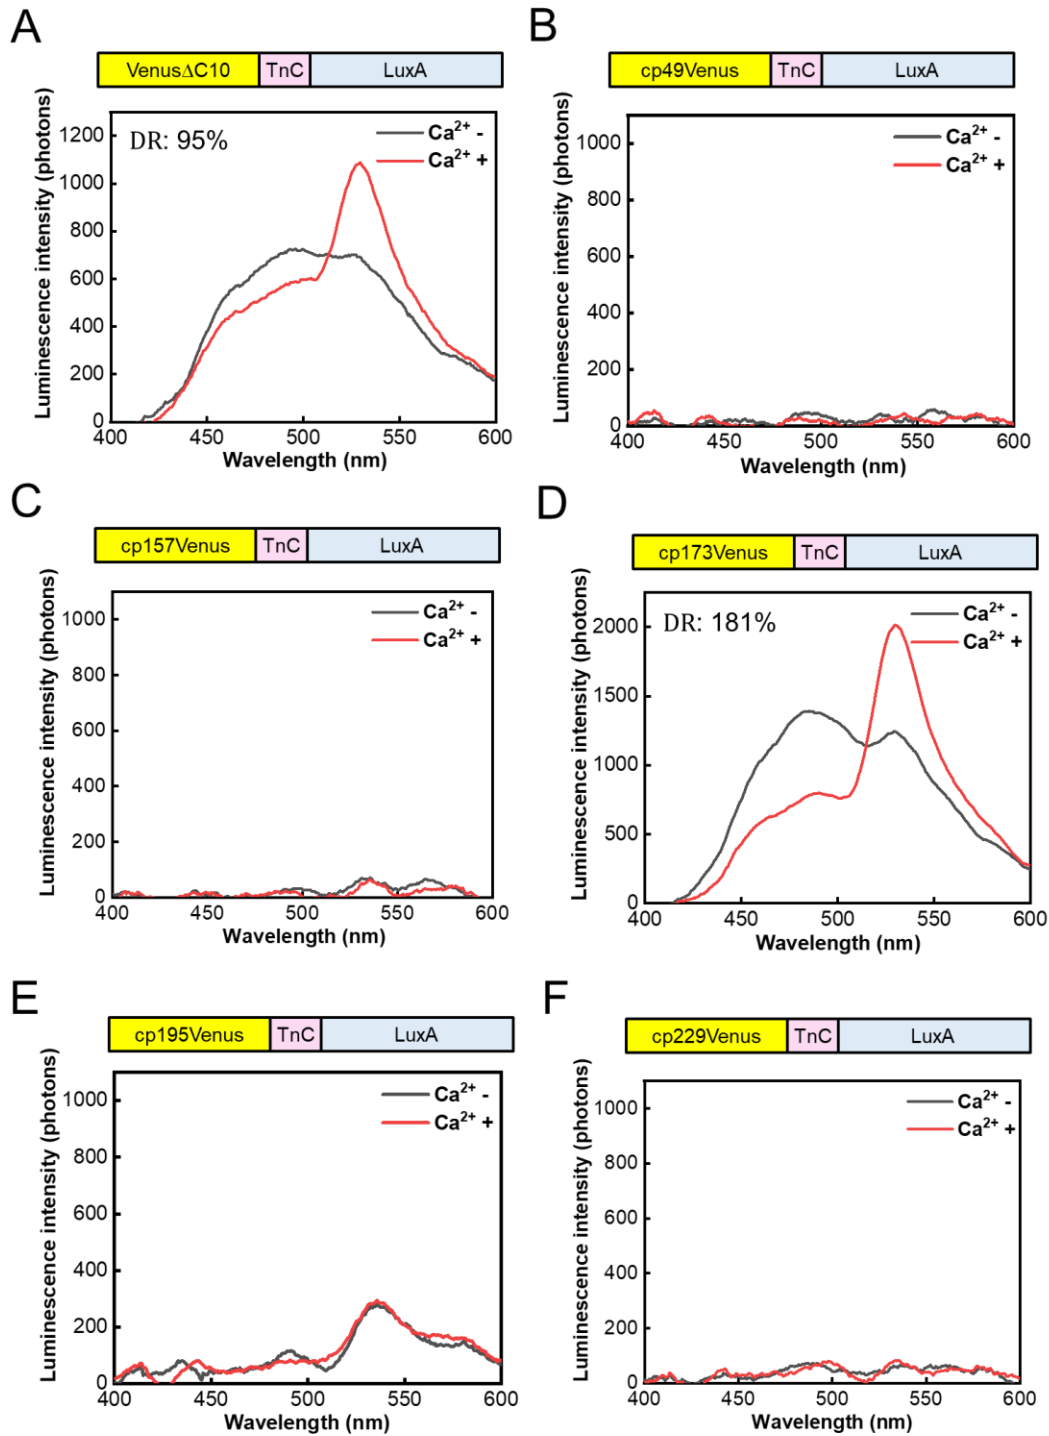 A
VenusΔC10 TnC LuxA
DR: 95%
Ca²⁺ -
Ca²⁺ +
Luminescence intensity (photons)
1200
1000
800
600
400
200
0
400 450 500 550 600
Wavelength (nm)
B
cp49Venus TnC LuxA
Ca²⁺ -
Ca²⁺ +
Luminescence intensity (photons)
1000
800
600
400
200
0
400 450 500 550 600
Wavelength (nm)
C
cp157Venus TnC LuxA
Ca²⁺ -
Ca²⁺ +
Luminescence intensity (photons)
1000
800
600
400
200
0
400 450 500 550 600
Wavelength (nm)
D
cp173Venus TnC LuxA
DR: 181%
Ca²⁺ -
Ca²⁺ +
Luminescence intensity (photons)
2000
1500
1000
500
0
400 450 500 550 600
Wavelength (nm)
E
cp195Venus TnC LuxA
Ca²⁺ -
Ca²⁺ +
Luminescence intensity (photons)
1000
800
600
400
200
0
400 450 500 550 600
Wavelength (nm)
F
cp229Venus TnC LuxA
Ca²⁺ -
Ca²⁺ +
Luminescence intensity (photons)
1000
800
600
400
200
0
400 450 500 550 600
Wavelength (nm)